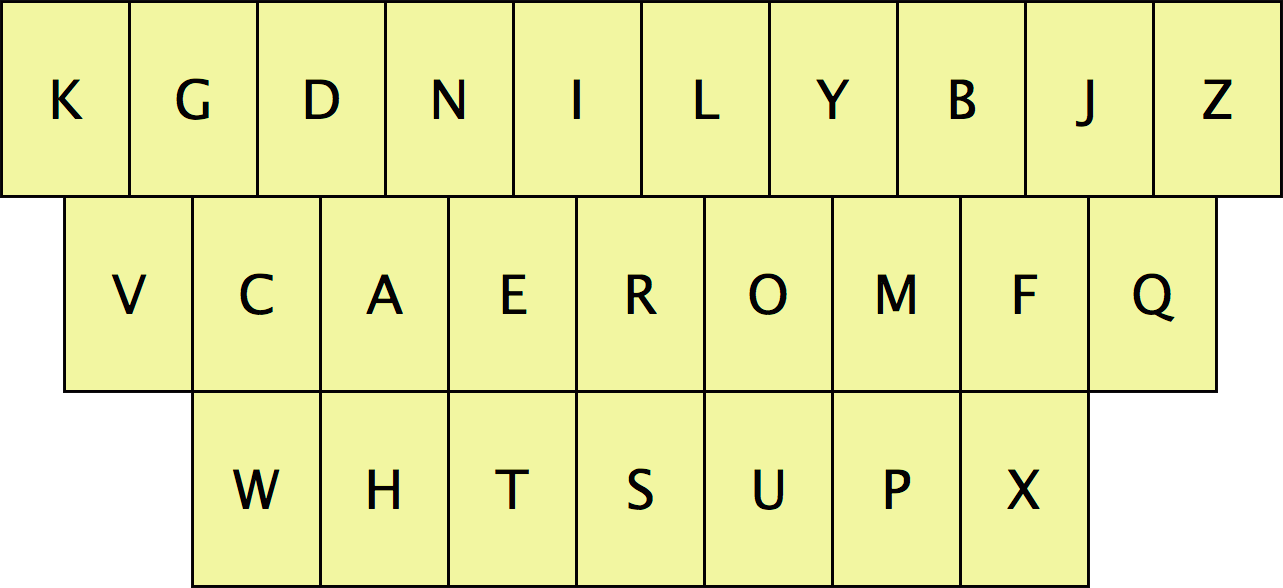 K G D N I L Y B J Z
V C A E R O M F Q
W H T S U P X